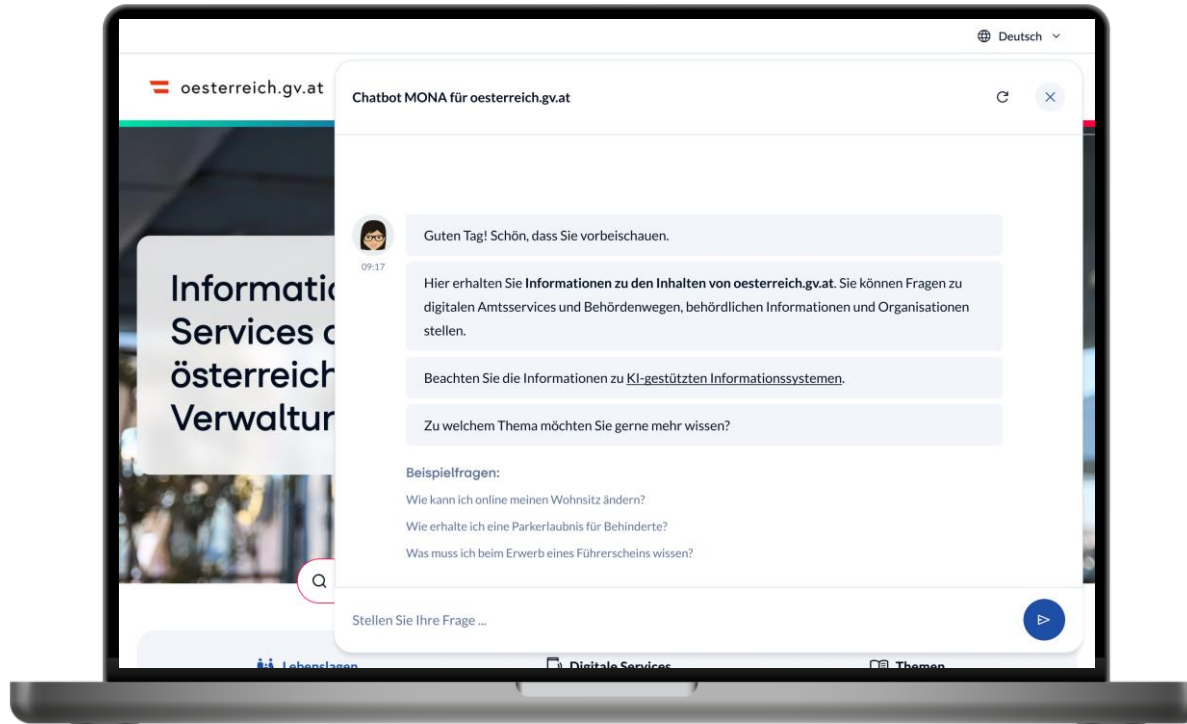 Deutsch
oesterreich.gv.at
Chatbot MONA für oesterreich.gv.at
Guten Tag! Schön, dass Sie vorbeischauen.
09:17
Hier erhalten Sie Informationen zu den Inhalten von oesterreich.gv.at. Sie können Fragen zu
digitalen Amtsservices und Behördenwegen, behördlichen Informationen und Organisationen
stellen.
Beachten Sie die Informationen zu KI-gestützten Informationssystemen.
Zu welchem Thema möchten Sie gerne mehr wissen?
Beispielfragen:
Wie kann ich online meinen Wohnsitz ändern?
Wie erhalte ich eine Parkerlaubnis für Behinderte?
Was muss ich beim Erwerb eines Führerscheins wissen?
Stellen Sie Ihre Frage ...
Informatio
Services d
österreich
Verwaltun
Lebenslagen
Digitale Services
Themen